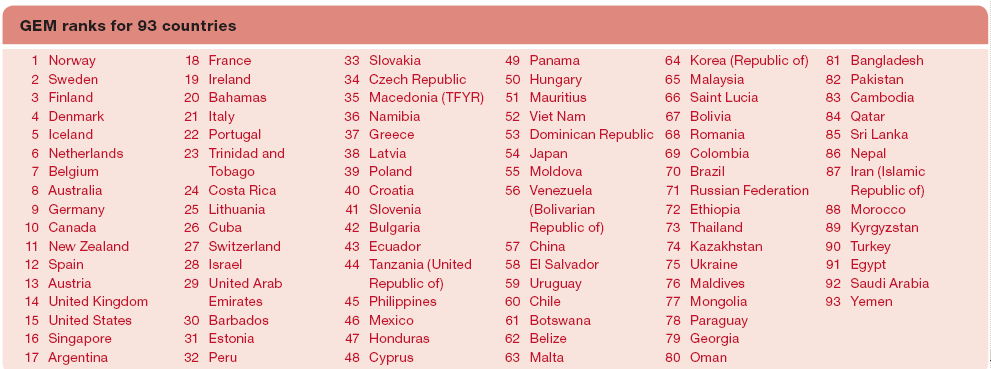 GEM ranks for 93 countries
1 Norway
2 Sweden
3 Finland
4 Denmark
5 Iceland
6 Netherlands
7 Belgium
8 Australia
9 Germany
10 Canada
11 New Zealand
12 Spain
13 Austria
14 United Kingdom
15 United States
16 Singapore
17 Argentina
18 France
19 Ireland
20 Bahamas
21 Italy
22 Portugal
23 Trinidad and
Tobago
24 Costa Rica
25 Lithuania
26 Cuba
27 Switzerland
28 Israel
29 United Arab
Emirates
30 Barbados
31 Estonia
32 Peru
33 Slovakia
34 Czech Republic
35 Macedonia (TFYR)
36 Namibia
37 Greece
38 Latvia
39 Poland
40 Croatia
41 Slovenia
42 Bulgaria
43 Ecuador
44 Tanzania (United
Republic of)
45 Philippines
46 Mexico
47 Honduras
48 Cyprus
49 Panama
50 Hungary
51 Mauritius
52 Viet Nam
53 Dominican Republic
54 Japan
55 Moldova
56 Venezuela
(Bolivarian
Republic of)
57 China
58 El Salvador
59 Uruguay
60 Chile
61 Botswana
62 Belize
63 Malta
64 Korea (Republic of)
65 Malaysia
66 Saint Lucia
67 Bolivia
68 Romania
69 Colombia
70 Brazil
71 Russian Federation
72 Ethiopia
73 Thailand
74 Kazakhstan
75 Ukraine
76 Maldives
77 Mongolia
78 Paraguay
79 Georgia
80 Oman
81 Bangladesh
82 Pakistan
83 Cambodia
84 Qatar
85 Sri Lanka
86 Nepal
87 Iran (Islamic
Republic of)
88 Morocco
89 Kyrgyzstan
90 Turkey
91 Egypt
92 Saudi Arabia
93 Yemen